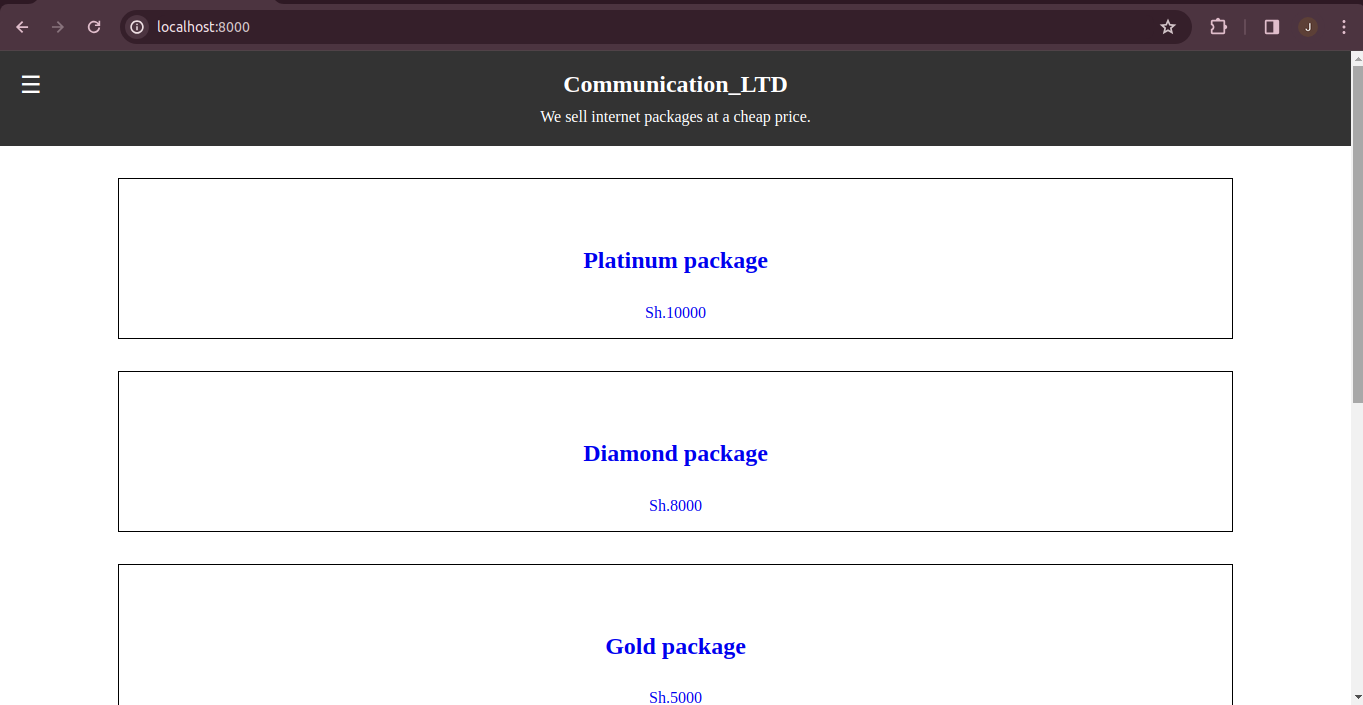 localhost:8000
J
Communication_LTD
We sell internet packages at a cheap price.
Platinum package
Sh.10000
Diamond package
Sh.8000
Gold package
Sh.5000